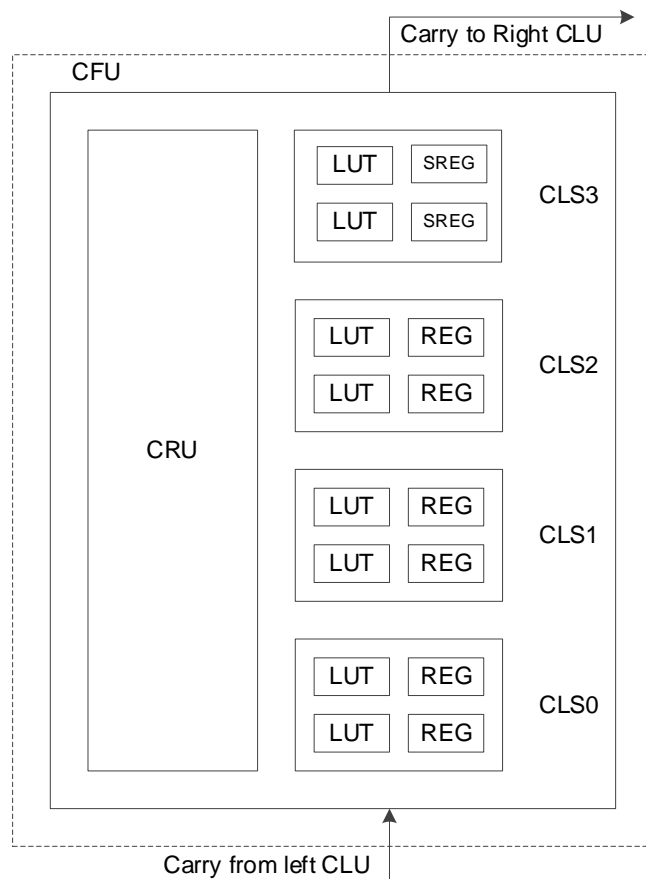 Carry to Right CLU
CFU
LUT SREG
CLS3
LUT SREG
LUT REG
CLS2
LUT REG
CRU
LUT REG
CLS1
LUT REG
LUT REG
CLS0
LUT REG
Carry from left CLU